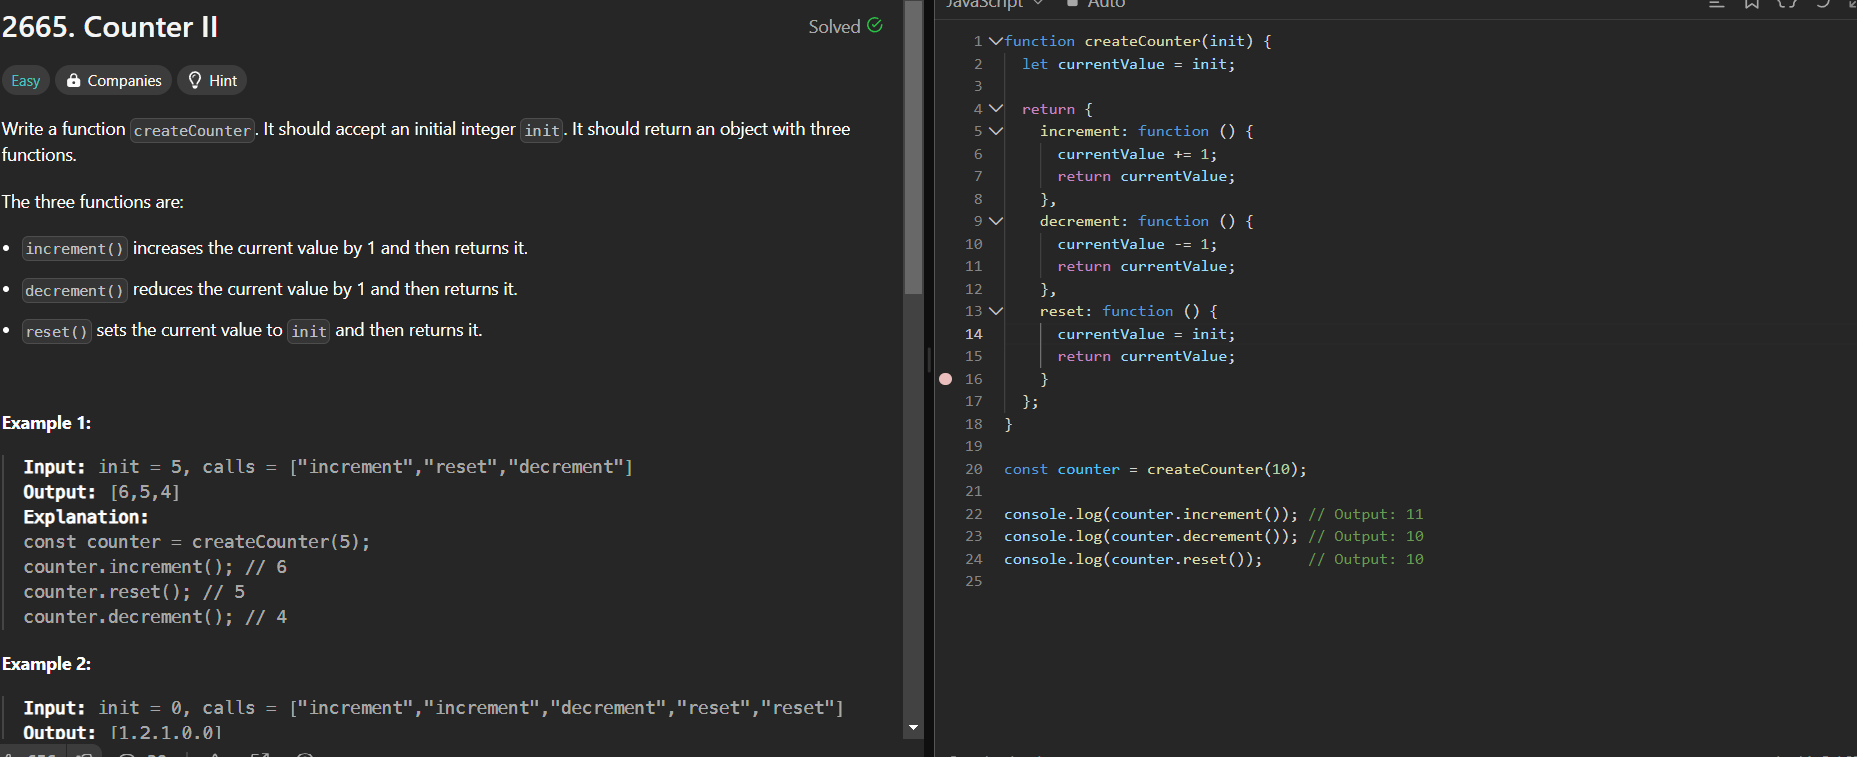 2665. Counter II
Solved
Easy
Companies
Hint
Write a function createCounter. It should accept an initial integer init. It should return an object with three
functions.
The three functions are:
• increment() increases the current value by 1 and then returns it.
• decrement() reduces the current value by 1 and then returns it.
• reset() sets the current value to init and then returns it.
Example 1:
Input: init = 5, calls = ["increment","reset","decrement"]
Output: [6,5,4]
Explanation:
const counter = createCounter(5);
counter.increment(); // 6
counter.reset(); // 5
counter.decrement(); // 4
Example 2:
Input: init = 0, calls = ["increment","increment","decrement","reset","reset"]
Output: [1,2,1,0,0]
JavaScript
Auto
1 function createCounter(init) {
2 let currentValue = init;
3
4 return {
5 increment: function () {
6 currentValue += 1;
7 return currentValue;
8 },
9 decrement: function () {
10 currentValue -= 1;
11 return currentValue;
12 },
13 reset: function () {
14 currentValue = init;
15 return currentValue;
16 }
17 };
18 }
19
20 const counter = createCounter(10);
21
22 console.log(counter.increment()); // Output: 11
23 console.log(counter.decrement()); // Output: 10
24 console.log(counter.reset()); // Output: 10
25